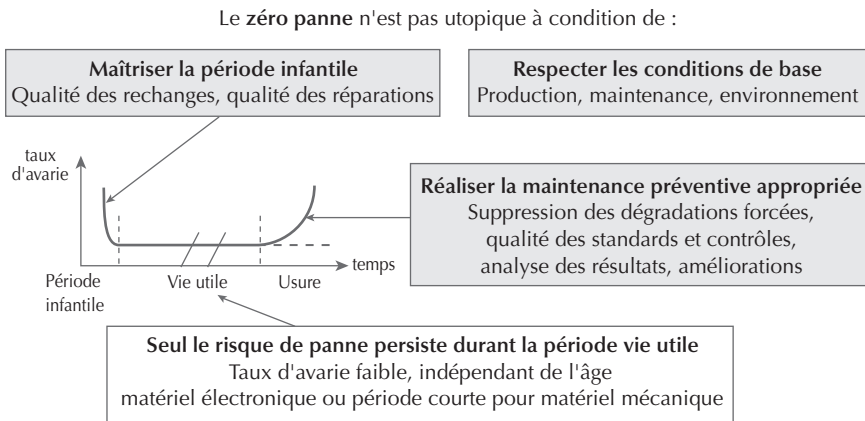 Le zéro panne n'est pas utopique à condition de :
Maîtriser la période infantile
Qualité des rechanges, qualité des réparations
Respecter les conditions de base
Production, maintenance, environnement
taux
d'avarie
Réaliser la maintenance préventive appropriée
Suppression des dégradations forcées,
qualité des standards et contrôles,
analyse des résultats, améliorations
temps
Période
infantile
Vie utile
Usure
Seul le risque de panne persiste durant la période vie utile
Taux d'avarie faible, indépendant de l'âge
matériel électronique ou période courte pour matériel mécanique